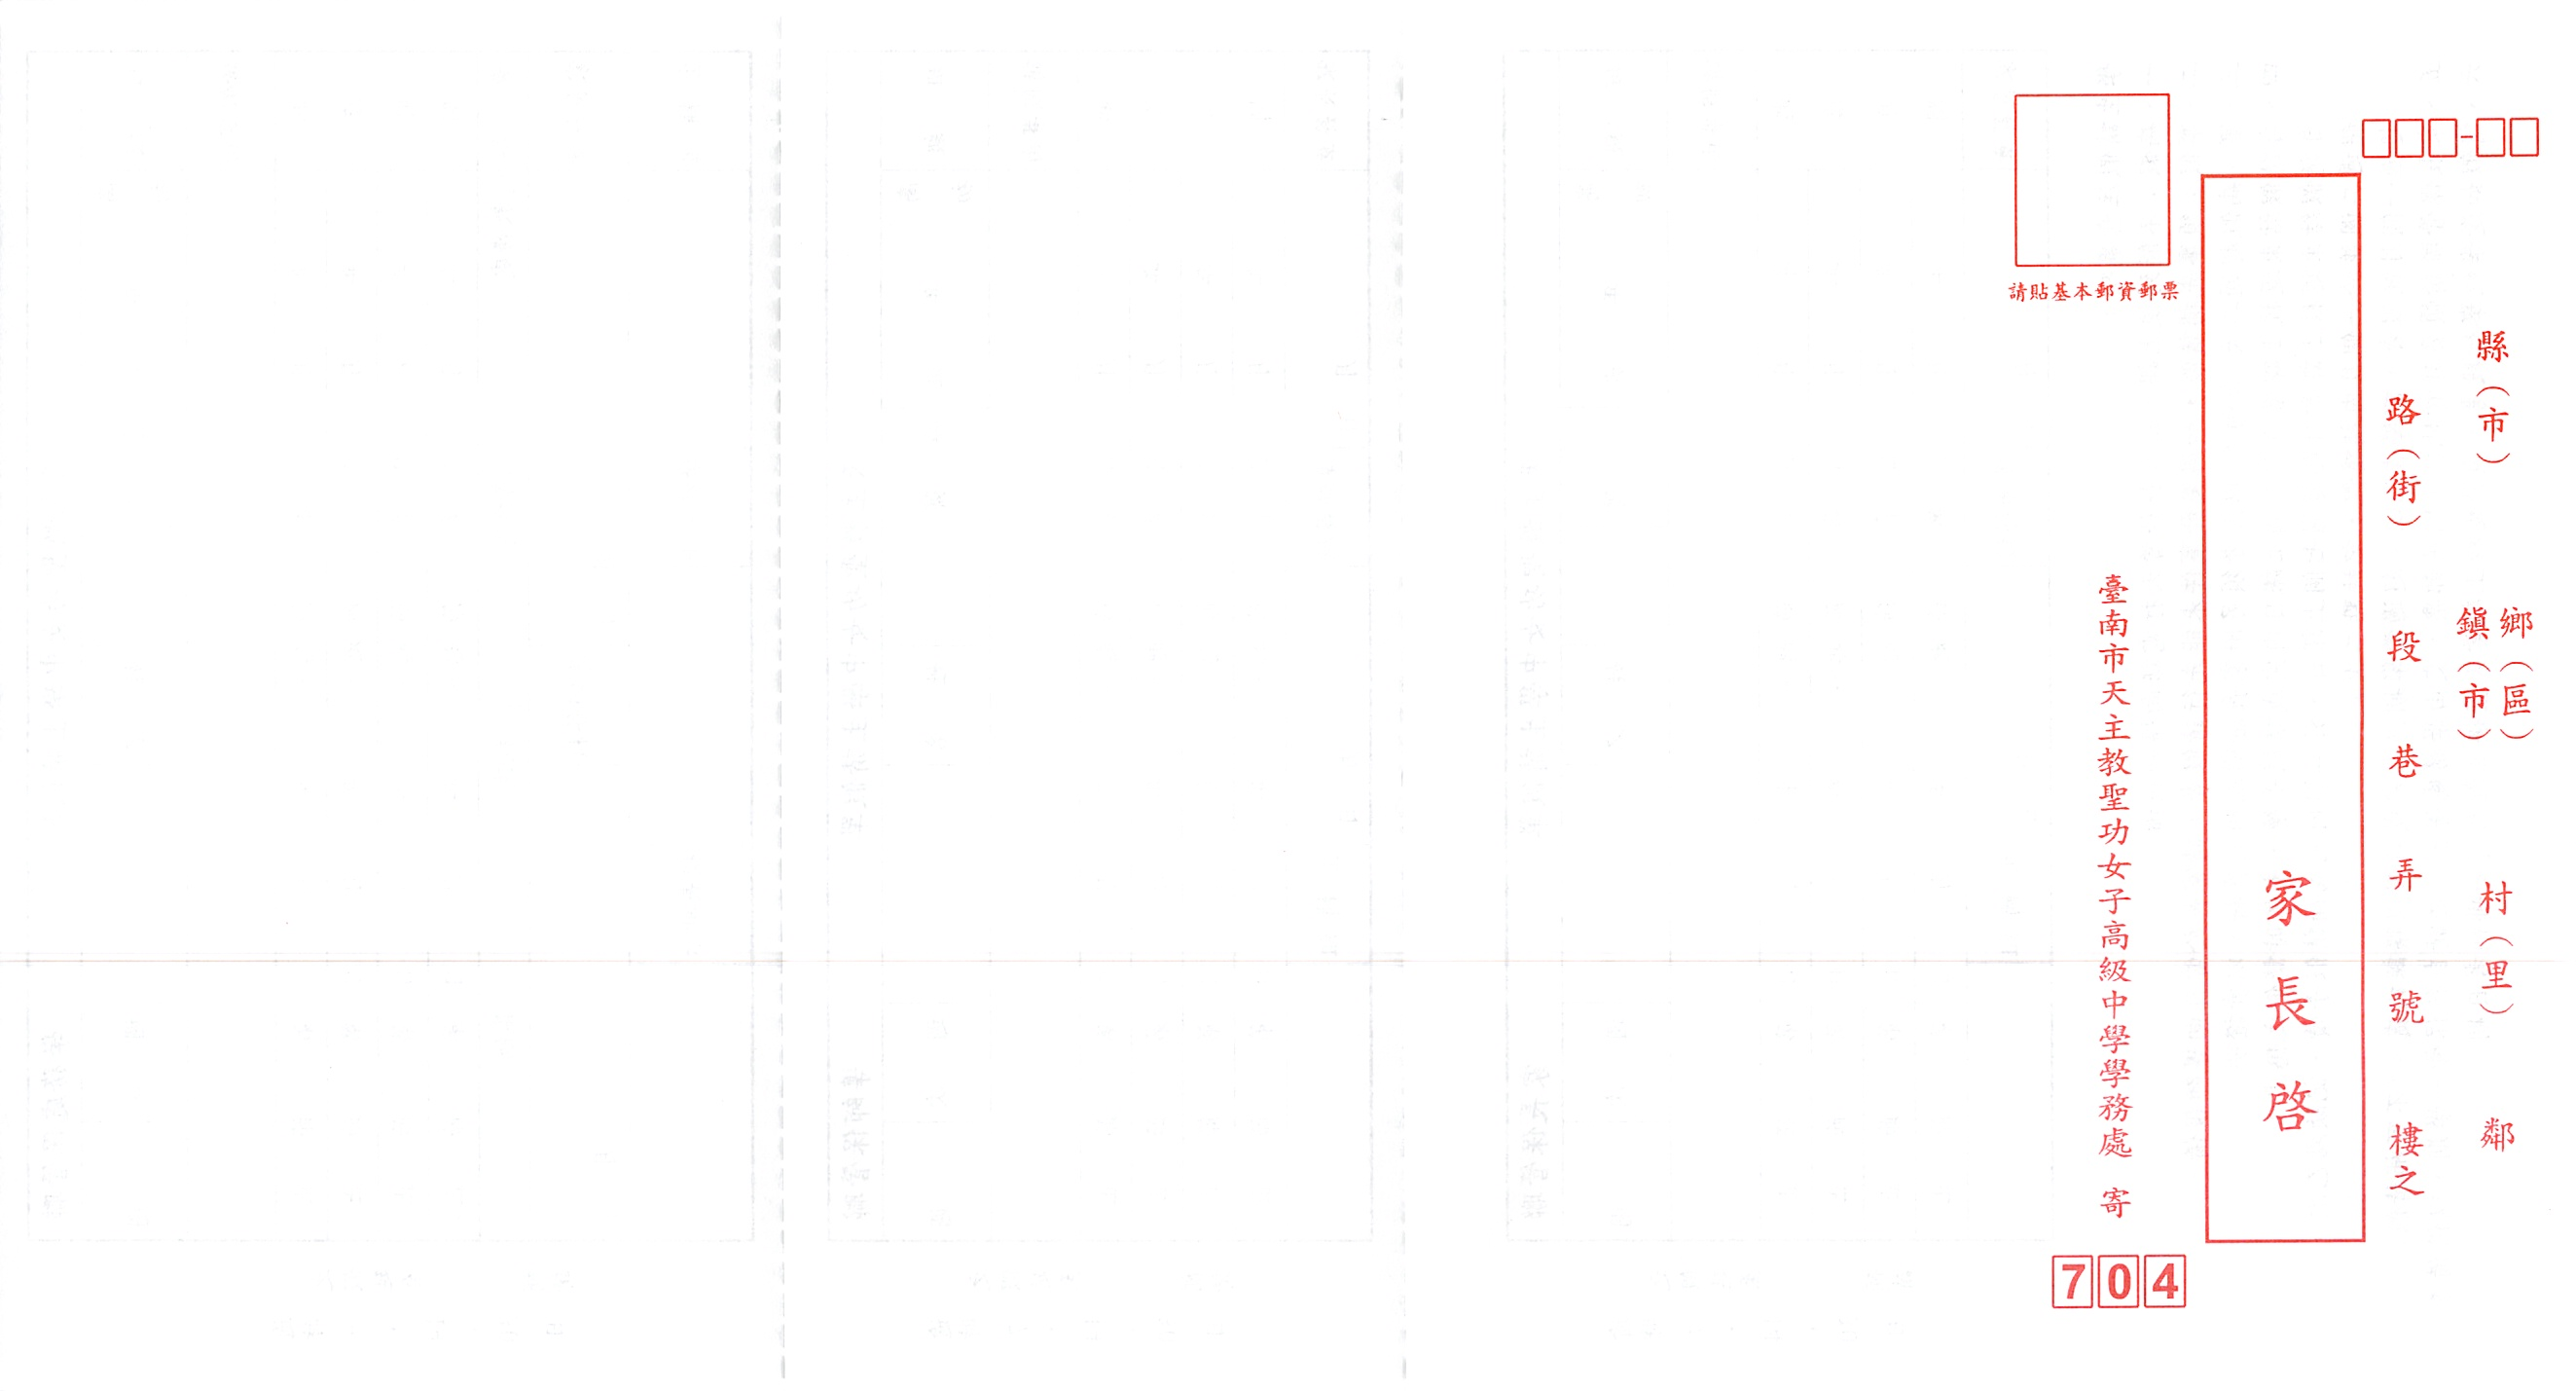 縣（市）
鄉（區）
鎮（市）
村（里）
鄰
路（街）
段
巷
弄
號
樓之
家長啓
請貼基本郵資郵票
臺南市天主教聖功女子高級中學學務處 寄
704